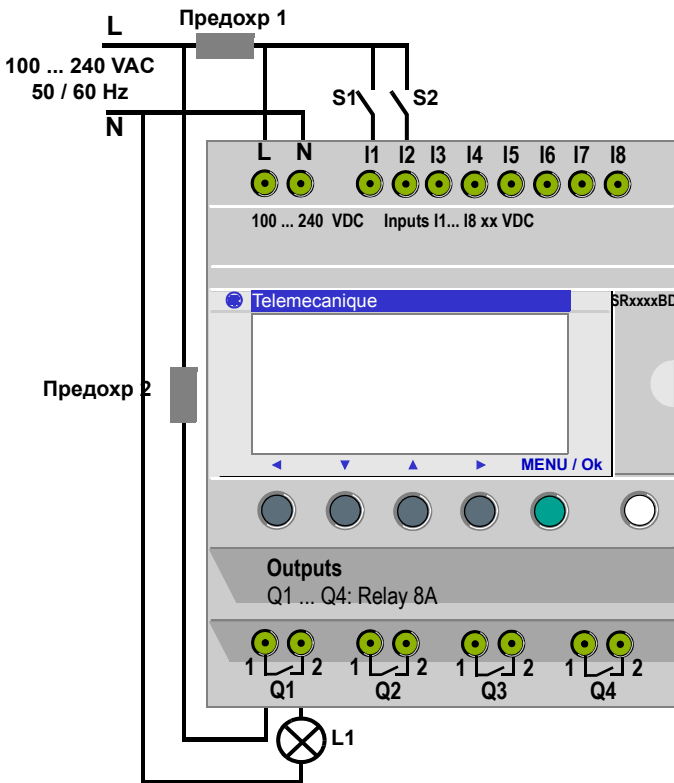 Предохр 1
L
100 ... 240 VAC
50 / 60 Hz
N
S1 S2
L N I1 I2 I3 I4 I5 I6 I7 I8
100 ... 240 VDC Inputs I1... I8 xx VDC
Telemecanique
SRxxxxBD
Предохр 2
MENU / Ok
Outputs
Q1 ... Q4: Relay 8A
1 2 1 2 1 2 1 2
Q1 Q2 Q3 Q4
L1